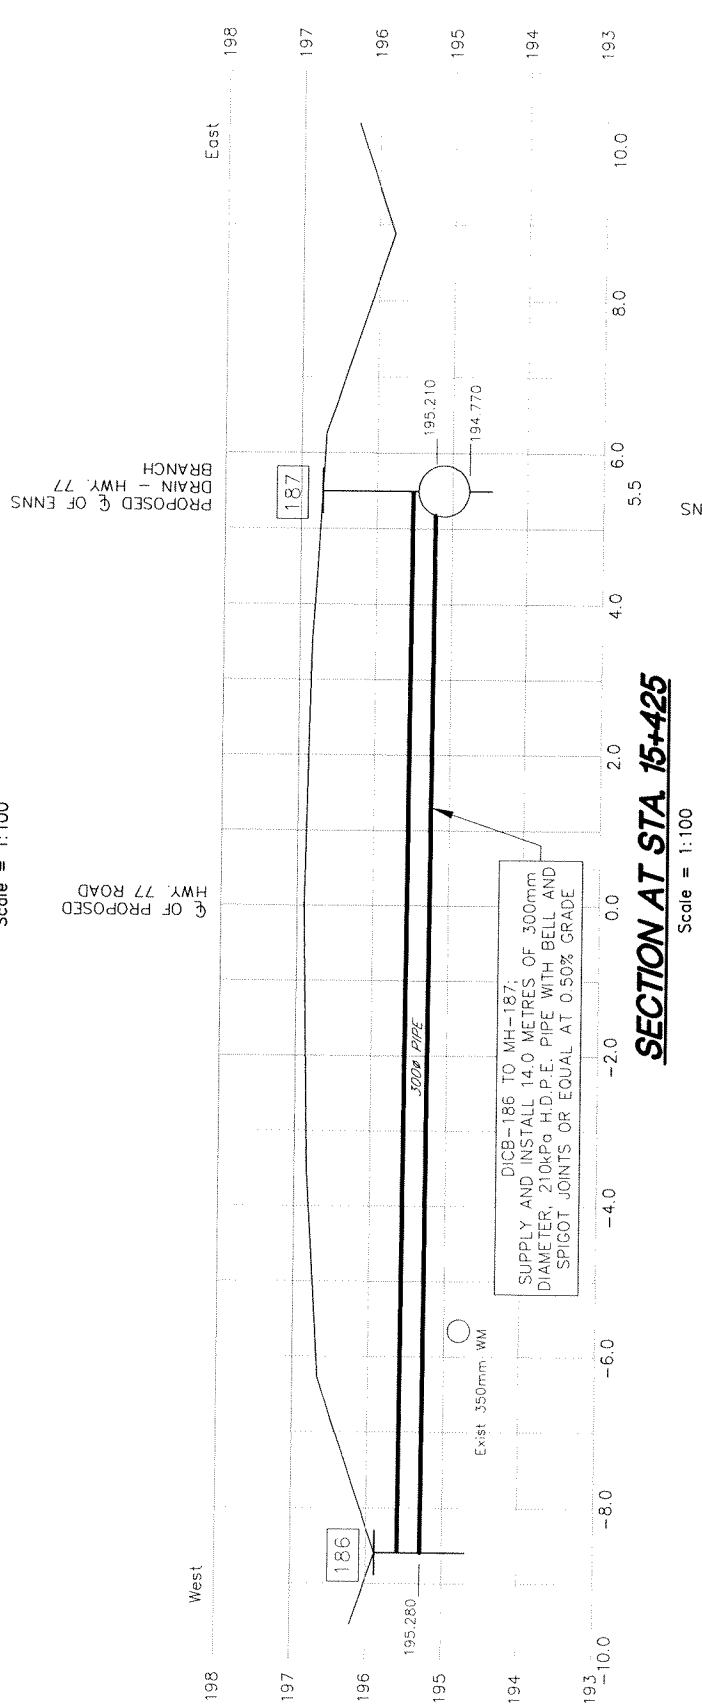 Scale = 1:100
West
East
PROPOSED ℄ OF ENNS
DRAIN - HWY. 77
BRANCH
℄ OF PROPOSED
HWY. 77 ROAD
198
197
196
195
194
193
198
197
196
195
194
193
186
187
195.280
195.210
194.770
300ø PIPE
Exist 350mm WM
DICB-186 TO MH-187;
SUPPLY AND INSTALL 14.0 METRES OF 300mm
DIAMETER, 210kPa H.D.P.E. PIPE WITH BELL AND
SPIGOT JOINTS OR EQUAL AT 0.50% GRADE
-10.0
-8.0
-6.0
-4.0
-2.0
0.0
2.0
4.0
5.5
6.0
8.0
10.0
SECTION AT STA. 15+425
Scale = 1:100
NS